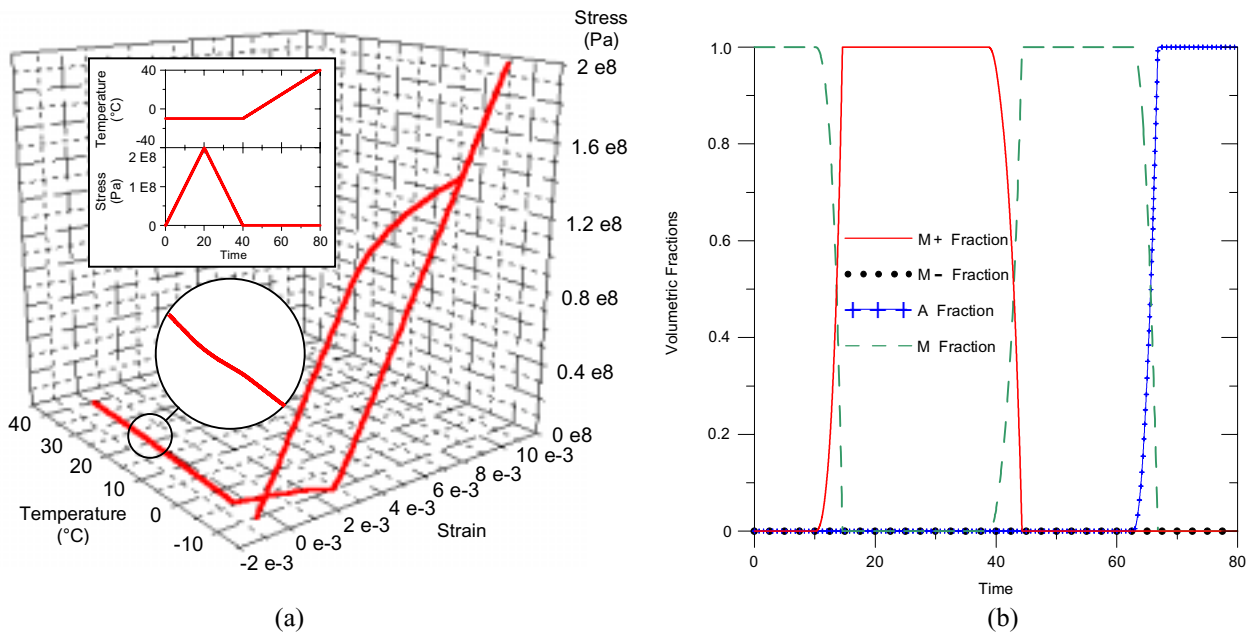 Stress
(Pa)
2 e8
1.6 e8
1.2 e8
0.8 e8
0.4 e8
0 e8
40
0
-40
Temperature
(°C)
2 E8
1 E8
0
Stress
(Pa)
0 20 40 60 80
Time
40
30
20
10
0
-10
Temperature
(°C)
-2 e-3
0 e-3
2 e-3
4 e-3
6 e-3
8 e-3
10 e-3
Strain
(a)
1.0
0.8
0.6
0.4
0.2
0
Volumetric Fractions
M+ Fraction
M- Fraction
A Fraction
M Fraction
0 20 40 60 80
Time
(b)